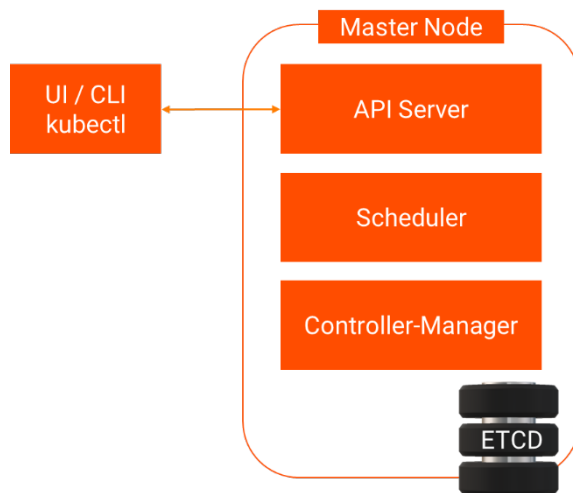 Master Node
UI / CLI
kubectl
API Server
Scheduler
Controller-Manager
ETCD